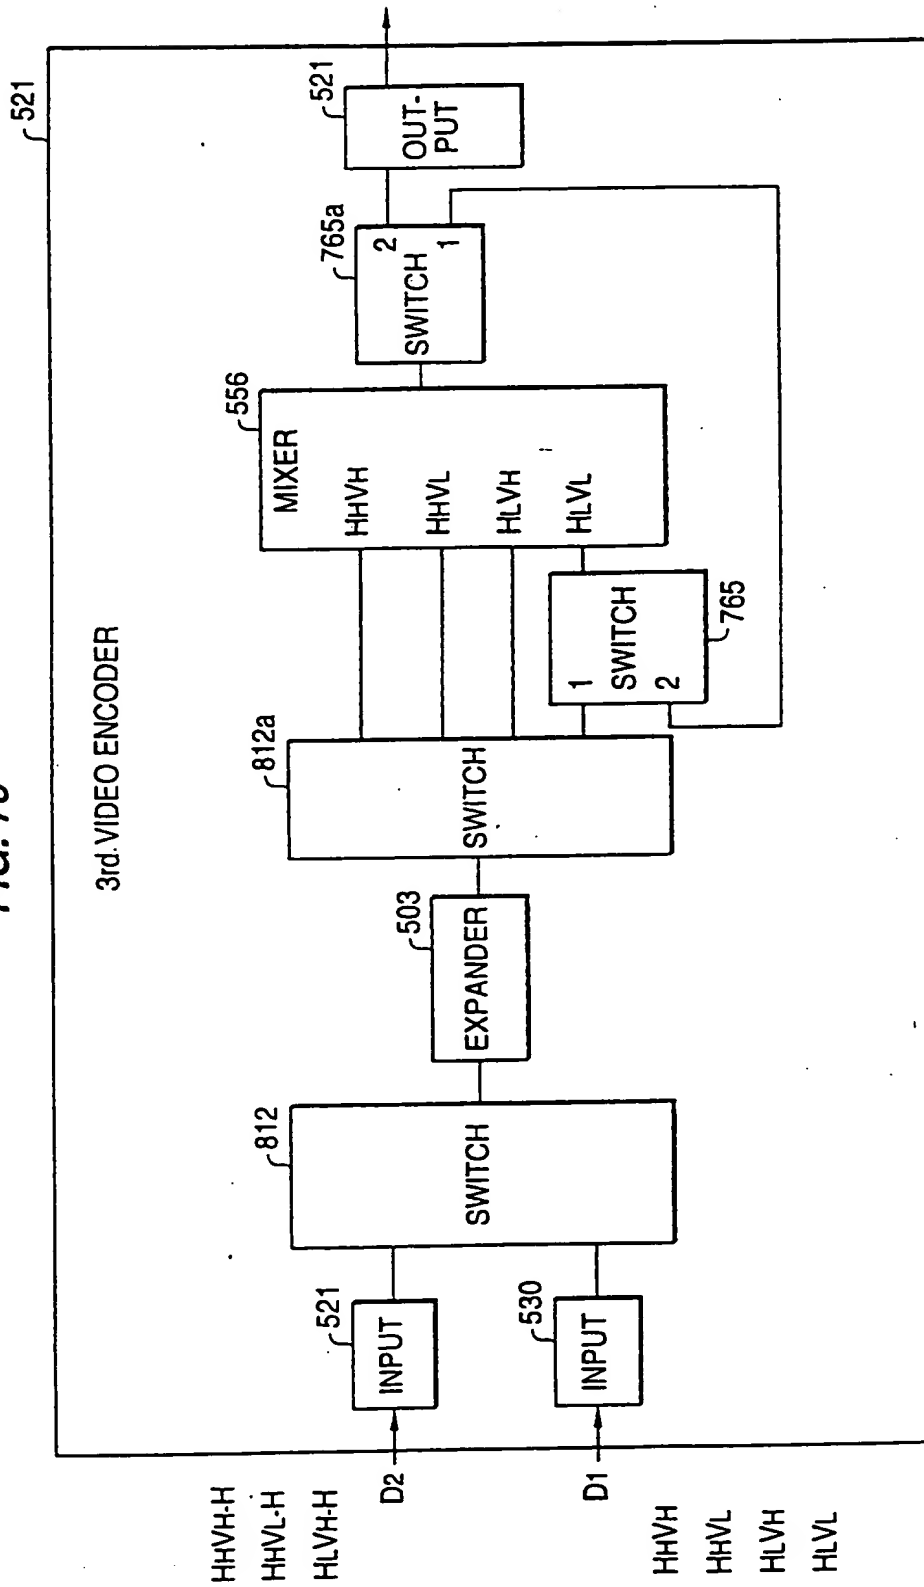 521
3rd. VIDEO ENCODER
HHVH-H
HHVL-H
HLVH-H
D2
521
INPUT
D1
530
INPUT
HHVH
HHVL
HLVH
HLVL
812
SWITCH
503
EXPANDER
812a
SWITCH
1
SWITCH
2
765
556
MIXER
HHVH
HHVL
HLVH
HLVL
765a
2
SWITCH
1
521
OUT-
PUT